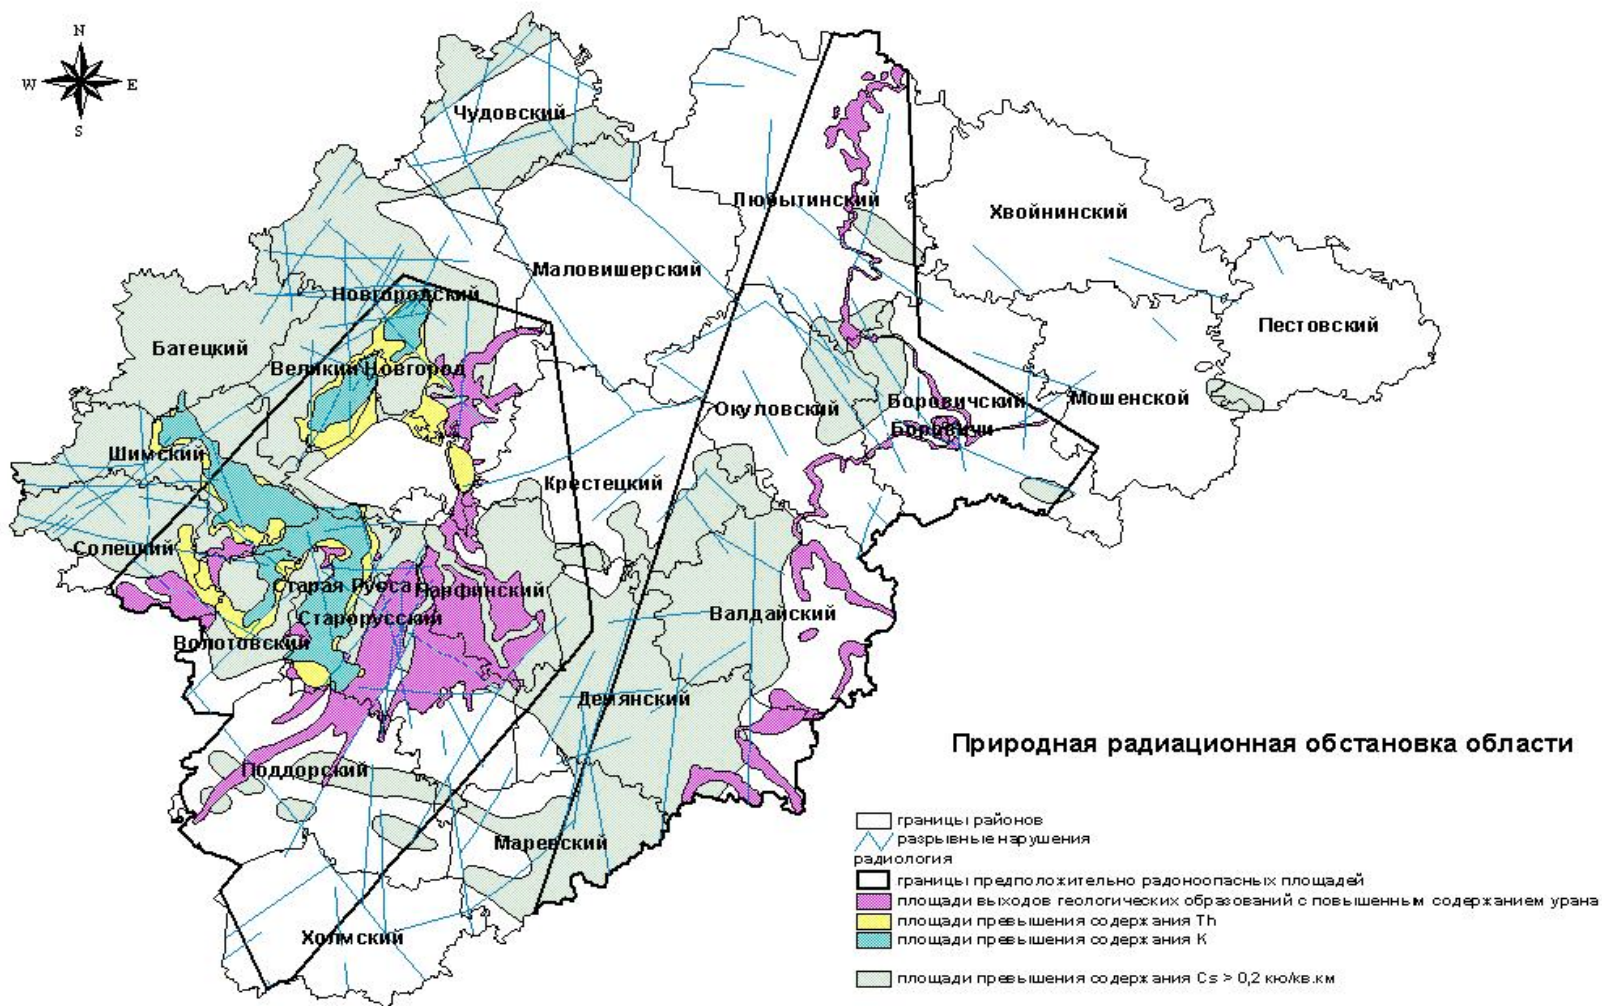 N
W E
S
Чудовский
Любытинский
Хвойнинский
Маловишерский
Новгородский
Пестовский
Батецкий
Великий Новгород
Окуловский
Боровичский
Мошенской
Боровичи
Шимский
Крестецкий
Солецкий
Старая Русса
Парфинский
Старорусский
Валдайский
Волотовский
Демянский
Природная радиационная обстановка области
Поддорский
Маревский
Холмский
границы районов
разрывные нарушения
радиология
границы предположительно радоноопасных площадей
площади выходов геологических образований с повышенным содержанием урана
площади превышения содержания Th
площади превышения содержания K
площади превышения содержания Cs > 0,2 кю/кв.км